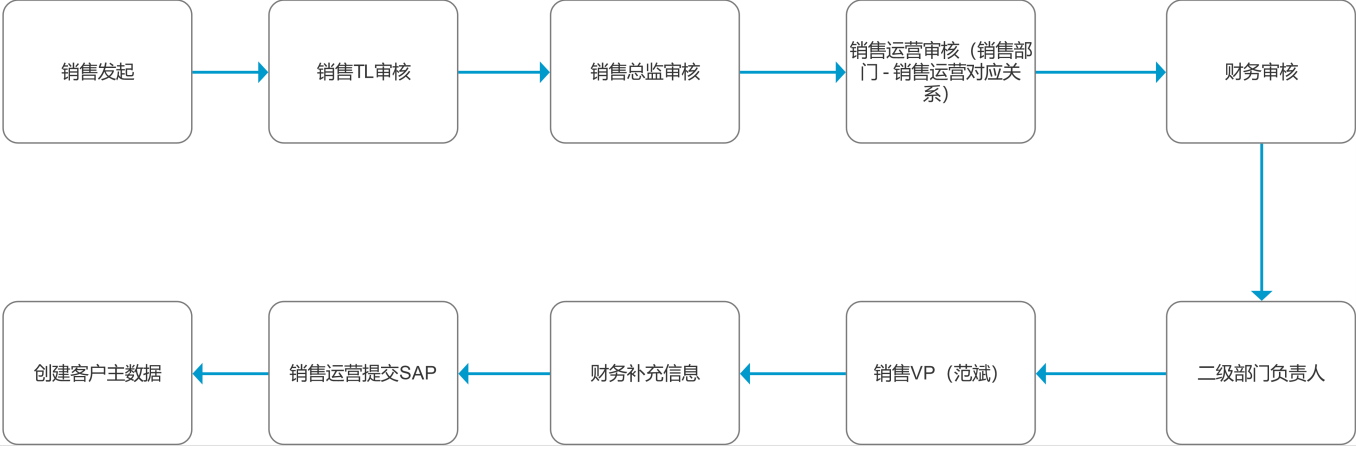 销售发起
销售TL审核
销售总监审核
销售运营审核（销售部
门 - 销售运营对应关
系）
财务审核
二级部门负责人
销售VP（范斌）
财务补充信息
销售运营提交SAP
创建客户主数据